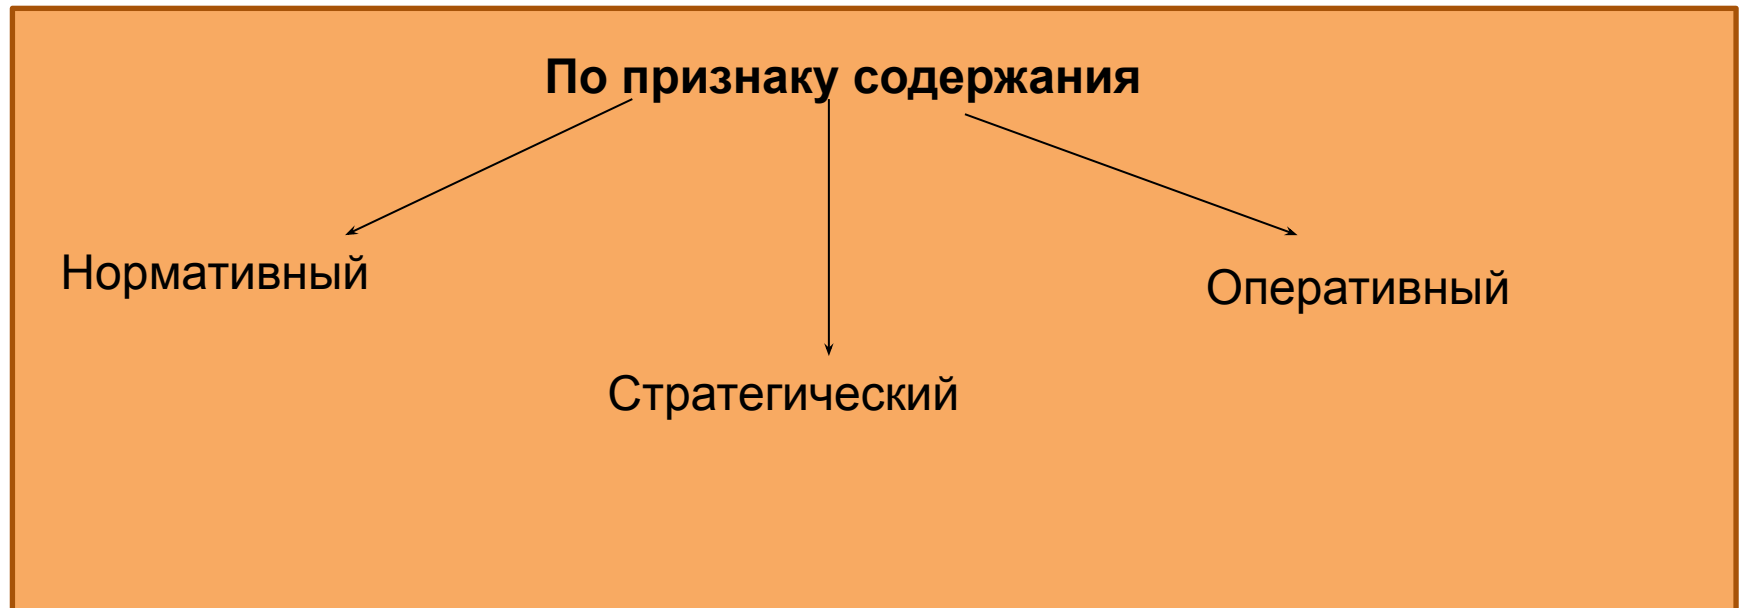 По признаку содержания
Нормативный
Оперативный
Стратегический